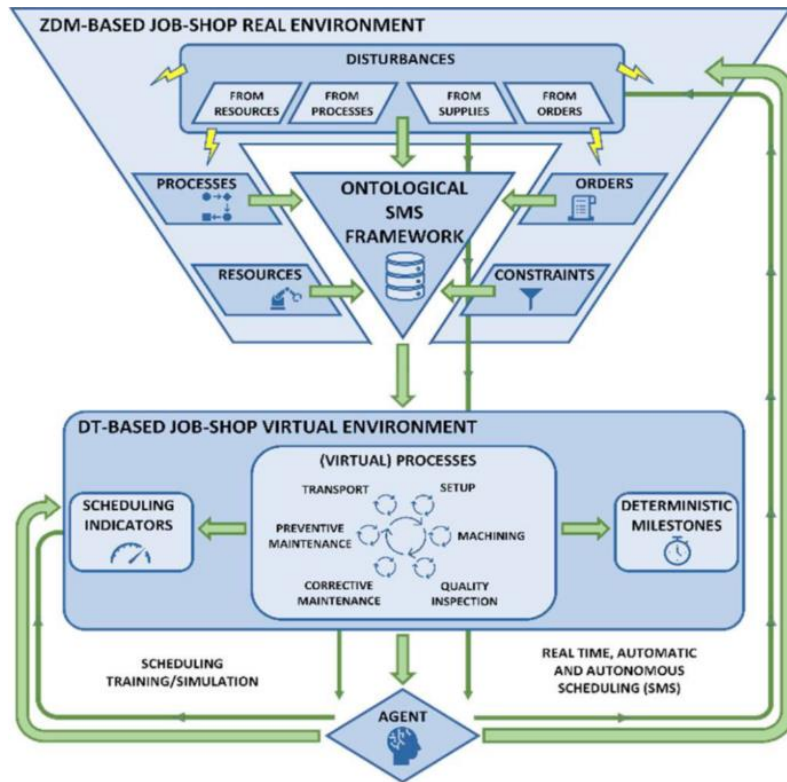 ZDM-BASED JOB-SHOP REAL ENVIRONMENT
DISTURBANCES
FROM
RESOURCES
FROM
PROCESSES
FROM
SUPPLIES
FROM
ORDERS
PROCESSES
ONTOLOGICAL
SMS
FRAMEWORK
ORDERS
RESOURCES
CONSTRAINTS
DT-BASED JOB-SHOP VIRTUAL ENVIRONMENT
(VIRTUAL) PROCESSES
SCHEDULING
INDICATORS
TRANSPORT
SETUP
PREVENTIVE
MAINTENANCE
MACHINING
CORRECTIVE
MAINTENANCE
QUALITY
INSPECTION
DETERMINISTIC
MILESTONES
SCHEDULING
TRAINING/SIMULATION
REAL TIME, AUTOMATIC
AND AUTONOMOUS
SCHEDULING (SMS)
AGENT